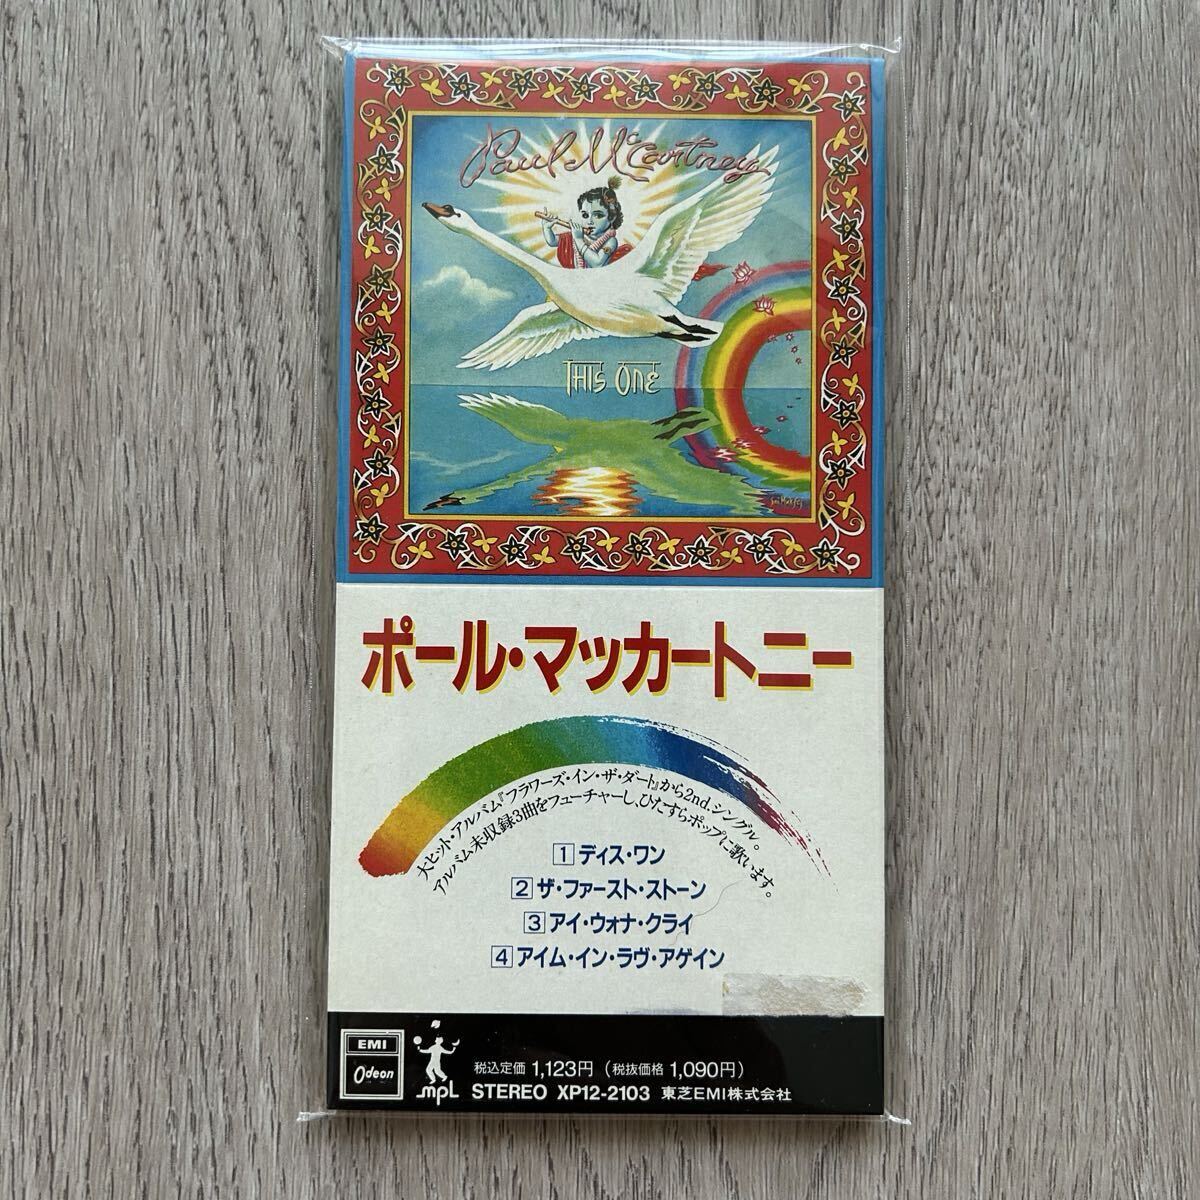 Paul McCartney
THIS ONE
ポール・マッカートニー
大ヒット・アルバム『フラワーズ・イン・ザ・ダート』から2nd.シングル。
アルバム未収録3曲をフューチャーし、ひたすらポップに歌います。
1 ディス・ワン
2 ザ・ファースト・ストーン
3 アイ・ウォナ・クライ
4 アイム・イン・ラヴ・アゲイン
EMI
Odeon
mpL
税込定価 1,123円（税抜価格 1,090円）
STEREO XP12-2103 東芝EMI株式会社